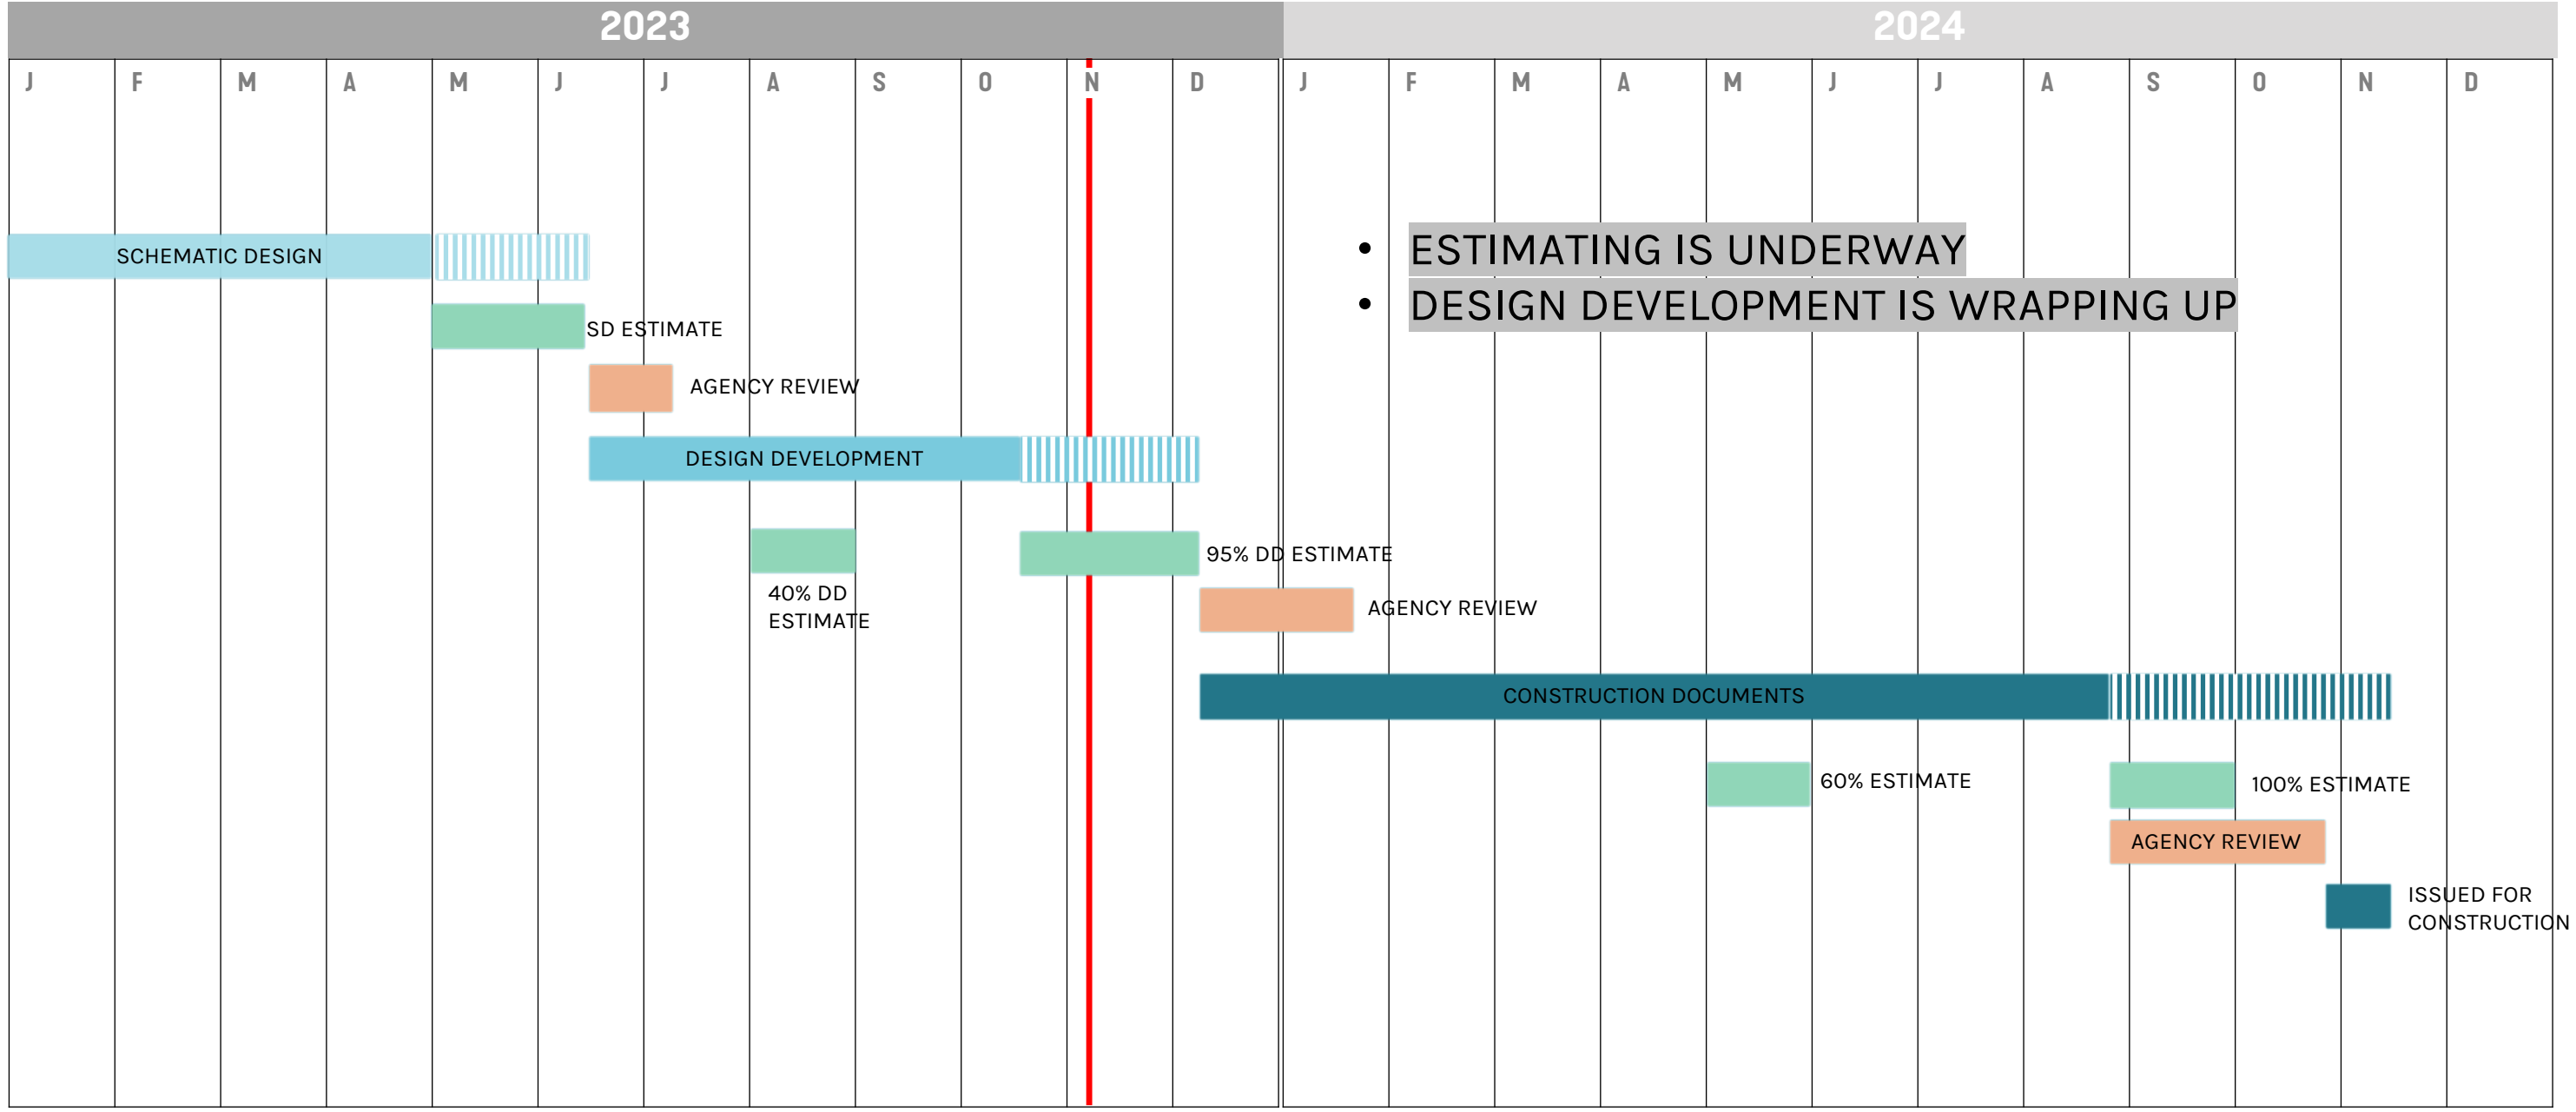 2023
2024
J F M A M J J A S O N D J F M A M J J A S O N D
• ESTIMATING IS UNDERWAY
• DESIGN DEVELOPMENT IS WRAPPING UP
SCHEMATIC DESIGN
SD ESTIMATE
AGENCY REVIEW
DESIGN DEVELOPMENT
95% DD ESTIMATE
40% DD
ESTIMATE
AGENCY REVIEW
CONSTRUCTION DOCUMENTS
60% ESTIMATE
100% ESTIMATE
AGENCY REVIEW
ISSUED FOR
CONSTRUCTION